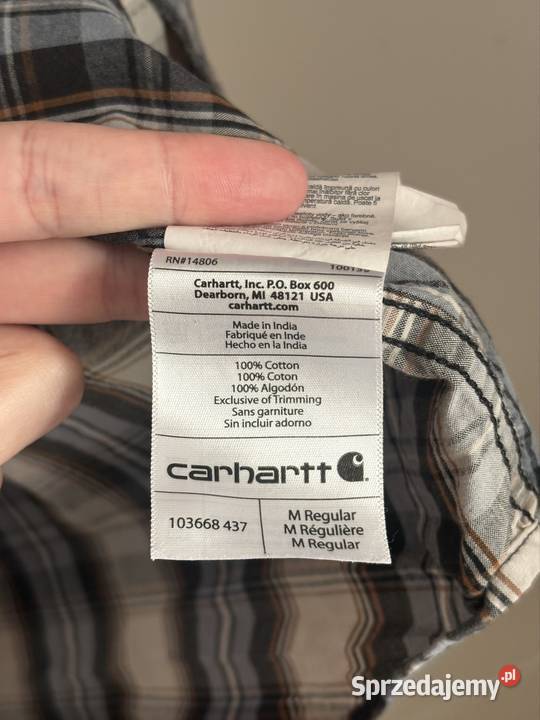 RN#14806
Carhartt, Inc. P.O. Box 600
Dearborn, MI 48121 USA
carhartt.com
Made in India
Fabriqué en Inde
Hecho en la India
100% Cotton
100% Coton
100% Algodón
Exclusive of Trimming
Sans garniture
Sin incluir adorno
carhartt
103668 437
M Regular
M Régulière
M Regular
Sprzedajemy.pl